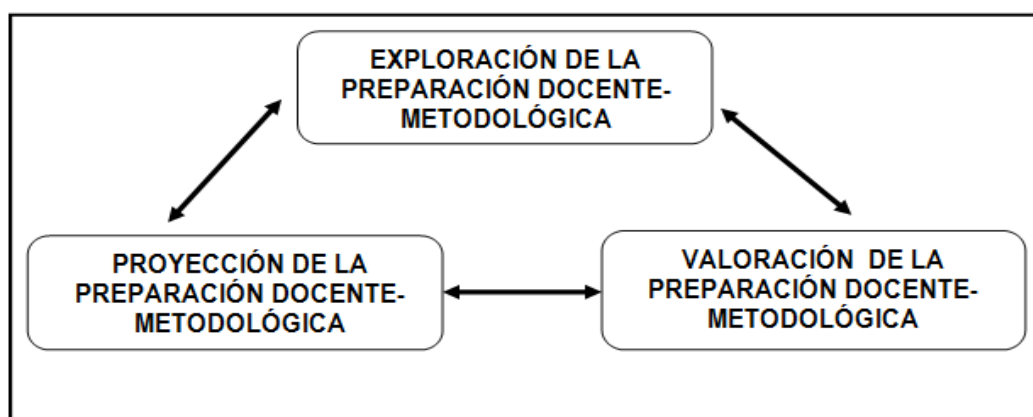 EXPLORACIÓN DE LA
PREPARACIÓN DOCENTE-
METODOLÓGICA
PROYECCIÓN DE LA
PREPARACIÓN DOCENTE-
METODOLÓGICA
VALORACIÓN DE LA
PREPARACIÓN DOCENTE-
METODOLÓGICA